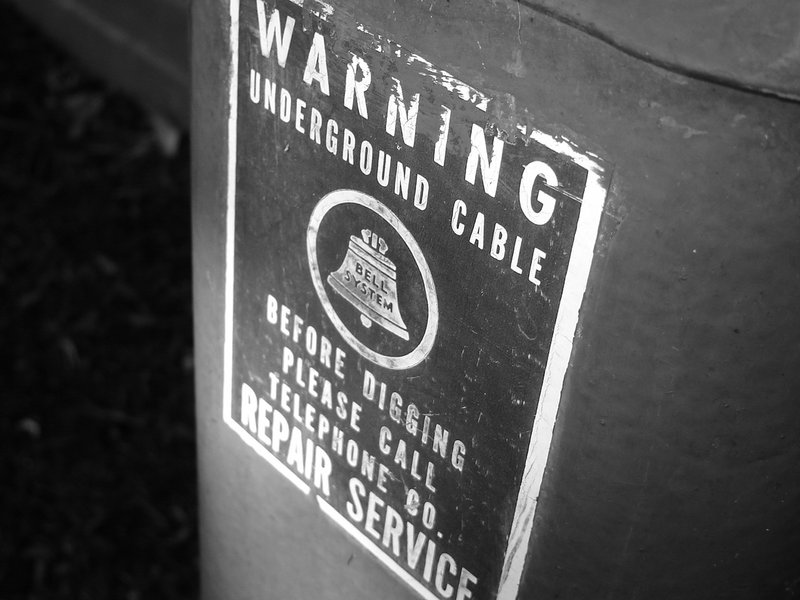 WARNING
UNDERGROUND CABLE
BELL
SYSTEM
BEFORE DIGGING
PLEASE CALL
TELEPHONE CO.
REPAIR SERVICE